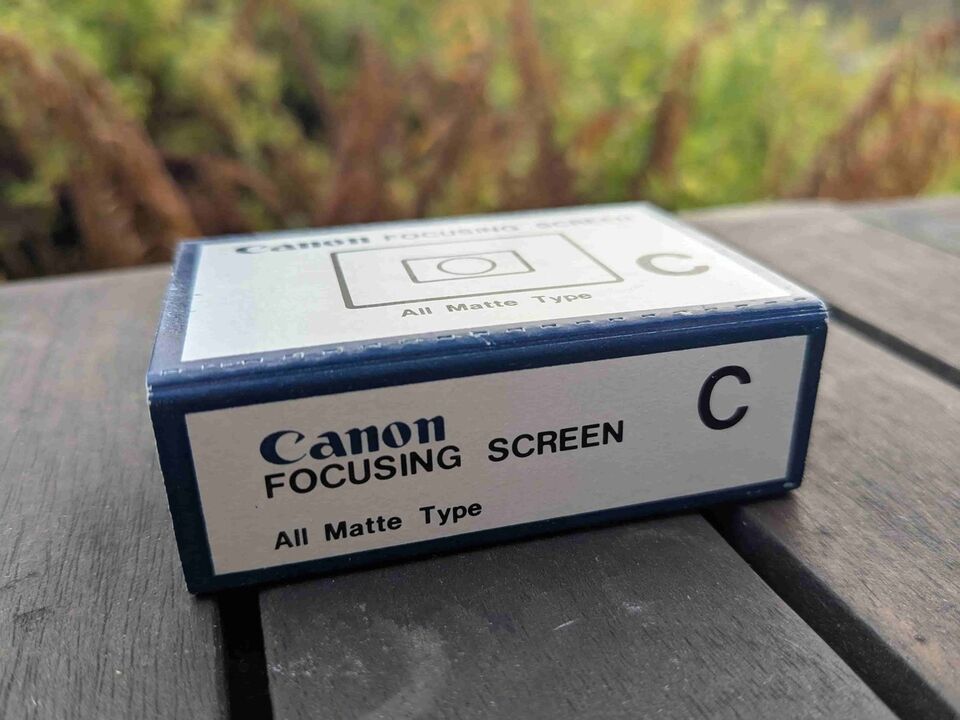 Canon FOCUSING SCREEN
C
All Matte Type
Canon
FOCUSING SCREEN
C
All Matte Type